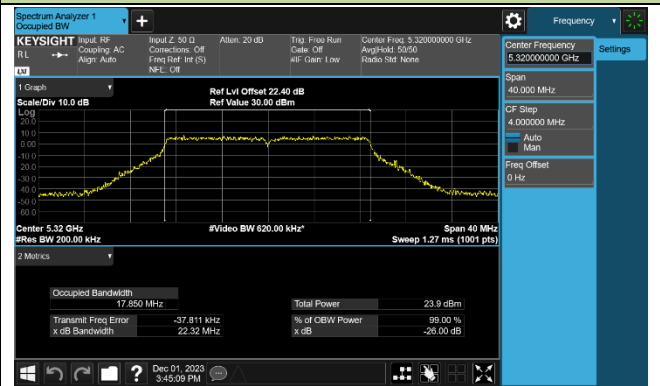 Spectrum Analyzer 1
Occupied BW
+
Frequency
KEYSIGHT
RL
LXI
Input: RF
Coupling: AC
Align: Auto
Input Z: 50 Ω
Corrections: Off
Freq Ref: Int (S)
NFE: Off
Atten: 20 dB
Trig: Free Run
Gate: Off
#IF Gain: Low
Center Freq: 5.320000000 GHz
Avg|Hold: 50/50
Radio Std: None
Center Frequency
5.320000000 GHz
Settings
Span
40.000 MHz
CF Step
4.000000 MHz
Auto
Man
Freq Offset
0 Hz
1 Graph
Scale/Div 10.0 dB
Ref Lvl Offset 22.40 dB
Ref Value 30.00 dBm
Log
20.0
10.0
0.00
-10.0
-20.0
-30.0
-40.0
-50.0
-60.0
Center 5.32 GHz
#Res BW 200.00 kHz
#Video BW 620.00 kHz*
Span 40 MHz
Sweep 1.27 ms (1001 pts)
2 Metrics
Occupied Bandwidth
17.850 MHz
Total Power 23.9 dBm
Transmit Freq Error -37.811 kHz
% of OBW Power 99.00 %
x dB Bandwidth 22.32 MHz
x dB -26.00 dB
?
Dec 01, 2023
3:45:09 PM